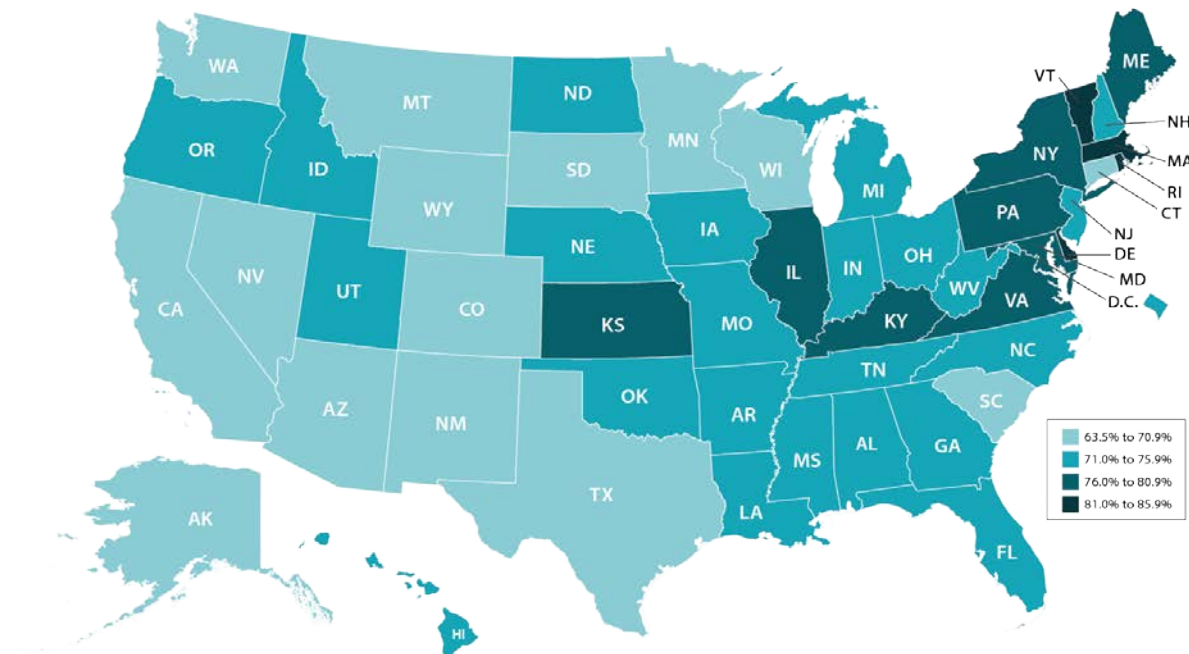 ME
VT
WA
MT
ND
NH
MN
OR
NY
MA
ID
SD
WI
MI
RI
WY
PA
CT
IA
NJ
NE
OH
DE
NV
IL
IN
UT
MD
WV
CO
VA
D.C.
CA
KS
MO
KY
NC
TN
AZ
OK
SC
NM
AR
63.5% to 70.9%
AL
GA
71.0% to 75.9%
MS
76.0% to 80.9%
TX
81.0% to 85.9%
LA
AK
FL
HI